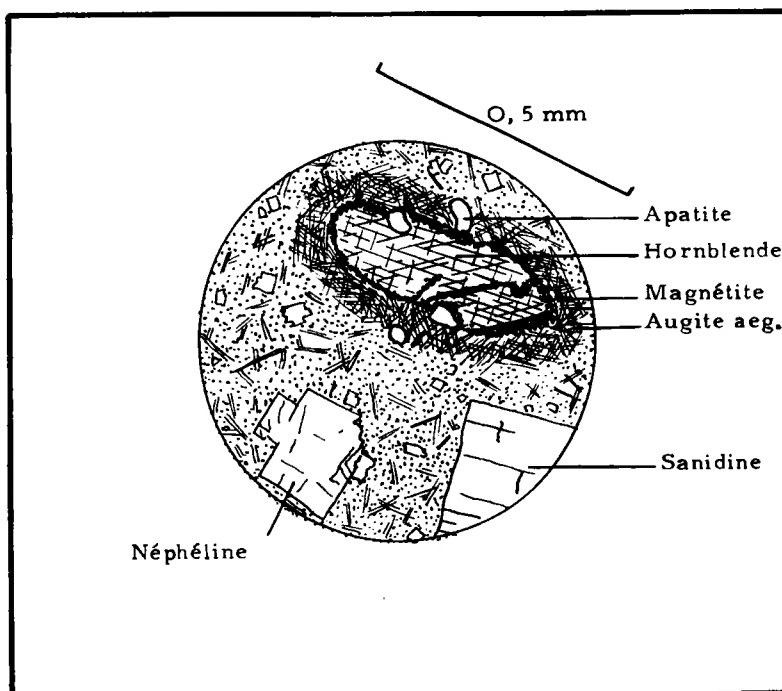 O, 5 mm
Apatite
Hornblende
Magnétite
Augite aeg.
Sanidine
Néphéline